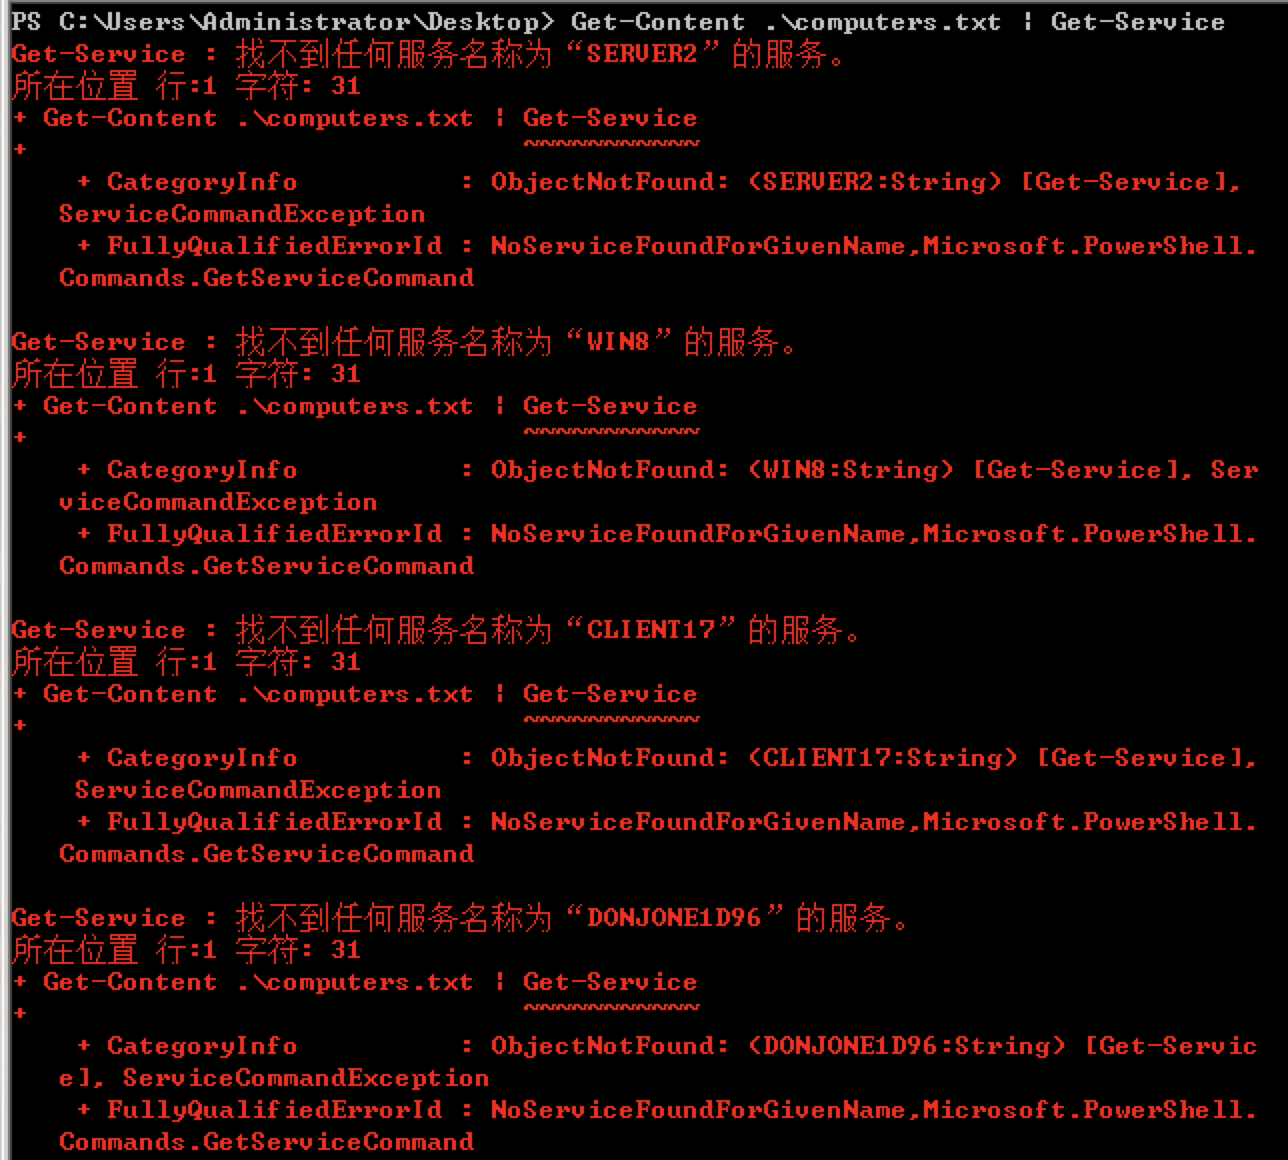 PS C:\Users\Administrator\Desktop> Get-Content .\computers.txt | Get-Service
Get-Service : 找不到任何服务名称为“SERVER2”的服务。
所在位置 行:1 字符: 31
+ Get-Content .\computers.txt | Get-Service
+                               ~~~~~~~~~~~
    + CategoryInfo          : ObjectNotFound: (SERVER2:String) [Get-Service],
   ServiceCommandException
    + FullyQualifiedErrorId : NoServiceFoundForGivenName,Microsoft.PowerShell.
   Commands.GetServiceCommand
Get-Service : 找不到任何服务名称为“WIN8”的服务。
所在位置 行:1 字符: 31
+ Get-Content .\computers.txt | Get-Service
+                               ~~~~~~~~~~~
    + CategoryInfo          : ObjectNotFound: (WIN8:String) [Get-Service], Ser
   viceCommandException
    + FullyQualifiedErrorId : NoServiceFoundForGivenName,Microsoft.PowerShell.
   Commands.GetServiceCommand
Get-Service : 找不到任何服务名称为“CLIENT17”的服务。
所在位置 行:1 字符: 31
+ Get-Content .\computers.txt | Get-Service
+                               ~~~~~~~~~~~
    + CategoryInfo          : ObjectNotFound: (CLIENT17:String) [Get-Service],
    ServiceCommandException
    + FullyQualifiedErrorId : NoServiceFoundForGivenName,Microsoft.PowerShell.
   Commands.GetServiceCommand
Get-Service : 找不到任何服务名称为“DONJONE1D96”的服务。
所在位置 行:1 字符: 31
+ Get-Content .\computers.txt | Get-Service
+                               ~~~~~~~~~~~
    + CategoryInfo          : ObjectNotFound: (DONJONE1D96:String) [Get-Servic
   e], ServiceCommandException
    + FullyQualifiedErrorId : NoServiceFoundForGivenName,Microsoft.PowerShell.
   Commands.GetServiceCommand